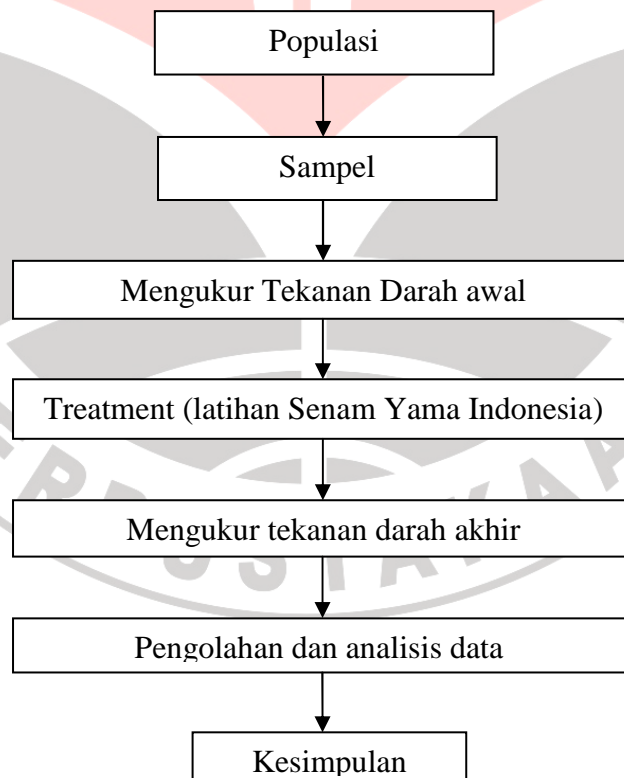 Populasi
Sampel
Mengukur Tekanan Darah awal
Treatment (latihan Senam Yama Indonesia)
Mengukur tekanan darah akhir
Pengolahan dan analisis data
Kesimpulan